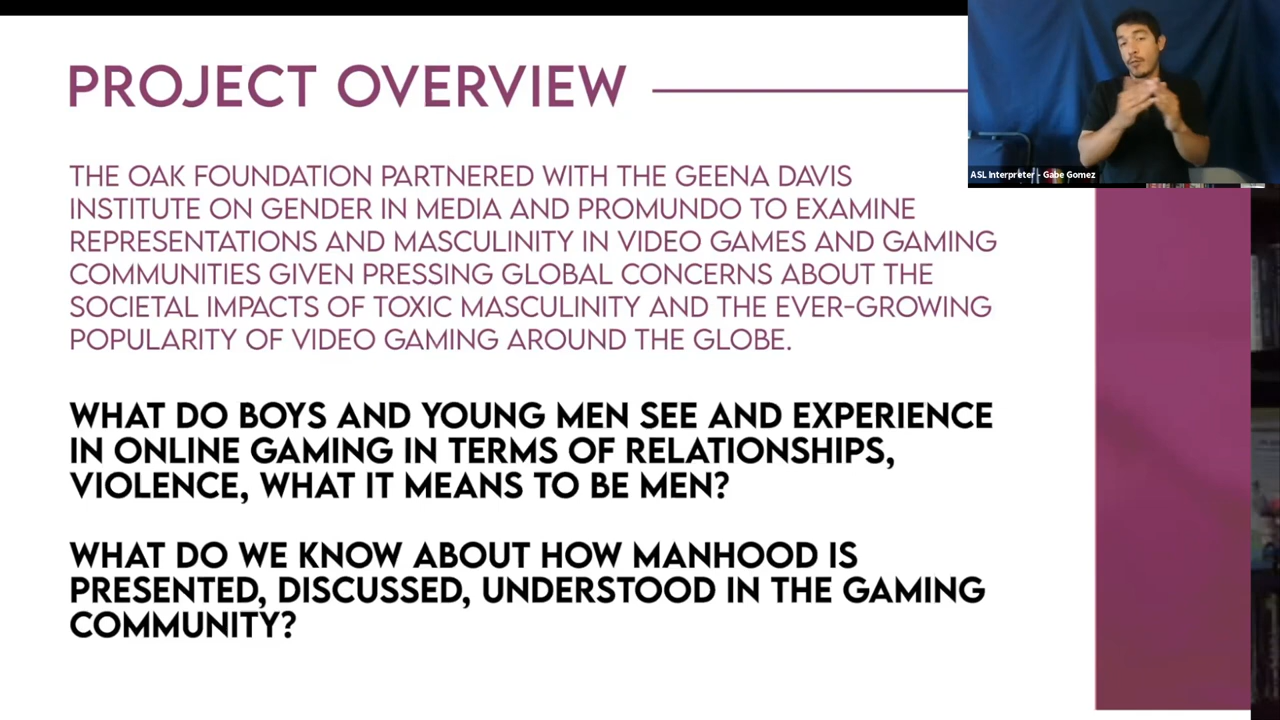 PROJECT OVERVIEW
THE OAK FOUNDATION PARTNERED WITH THE GEENA DAVIS
INSTITUTE ON GENDER IN MEDIA AND PROMUNDO TO EXAMINE
REPRESENTATIONS AND MASCULINITY IN VIDEO GAMES AND GAMING
COMMUNITIES GIVEN PRESSING GLOBAL CONCERNS ABOUT THE
SOCIETAL IMPACTS OF TOXIC MASCULINITY AND THE EVER-GROWING
POPULARITY OF VIDEO GAMING AROUND THE GLOBE.
WHAT DO BOYS AND YOUNG MEN SEE AND EXPERIENCE
IN ONLINE GAMING IN TERMS OF RELATIONSHIPS,
VIOLENCE, WHAT IT MEANS TO BE MEN?
WHAT DO WE KNOW ABOUT HOW MANHOOD IS
PRESENTED, DISCUSSED, UNDERSTOOD IN THE GAMING
COMMUNITY?
ASL Interpreter - Gabe Gomez